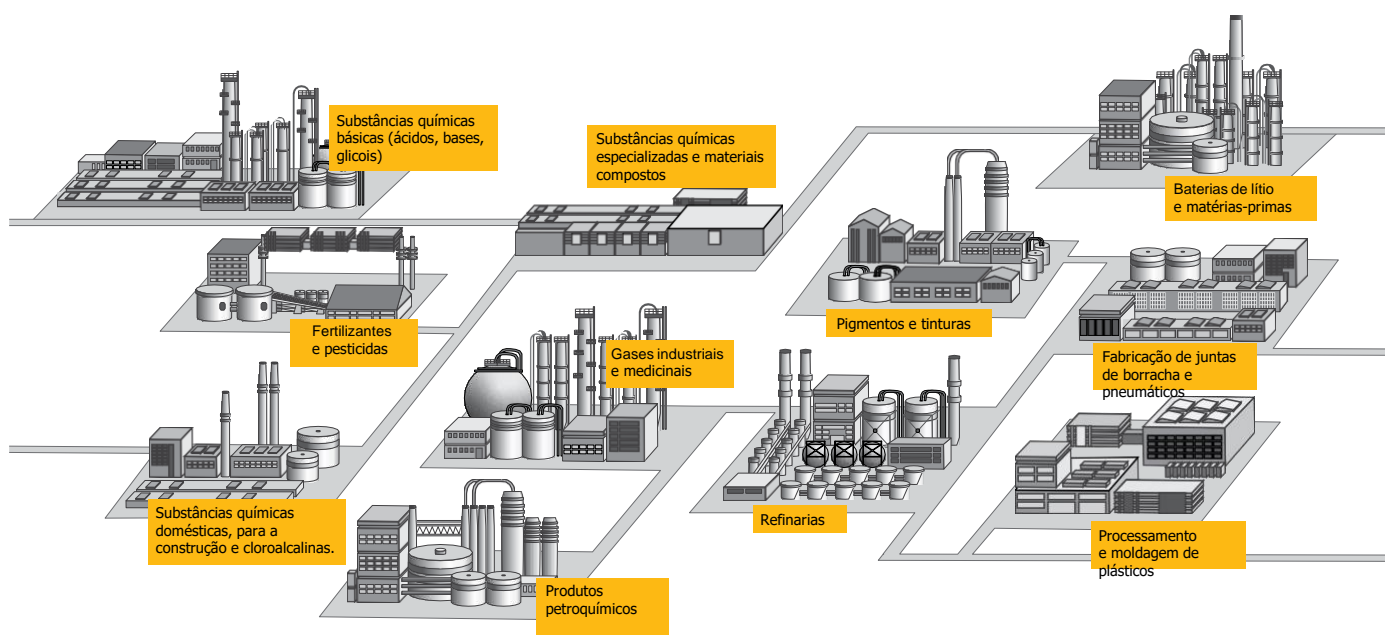 Substâncias químicas
básicas (ácidos, bases,
glicois)
Substâncias químicas
especializadas e materiais
compostos
Baterias de lítio
e matérias-primas
Fertilizantes
e pesticidas
Pigmentos e tinturas
Gases industriais
e medicinais
Fabricação de juntas
de borracha e
pneumáticos
Substâncias químicas
domésticas, para a
construção e cloroalcalinas.
Refinarias
Processamento
e moldagem de
plásticos
Produtos
petroquímicos